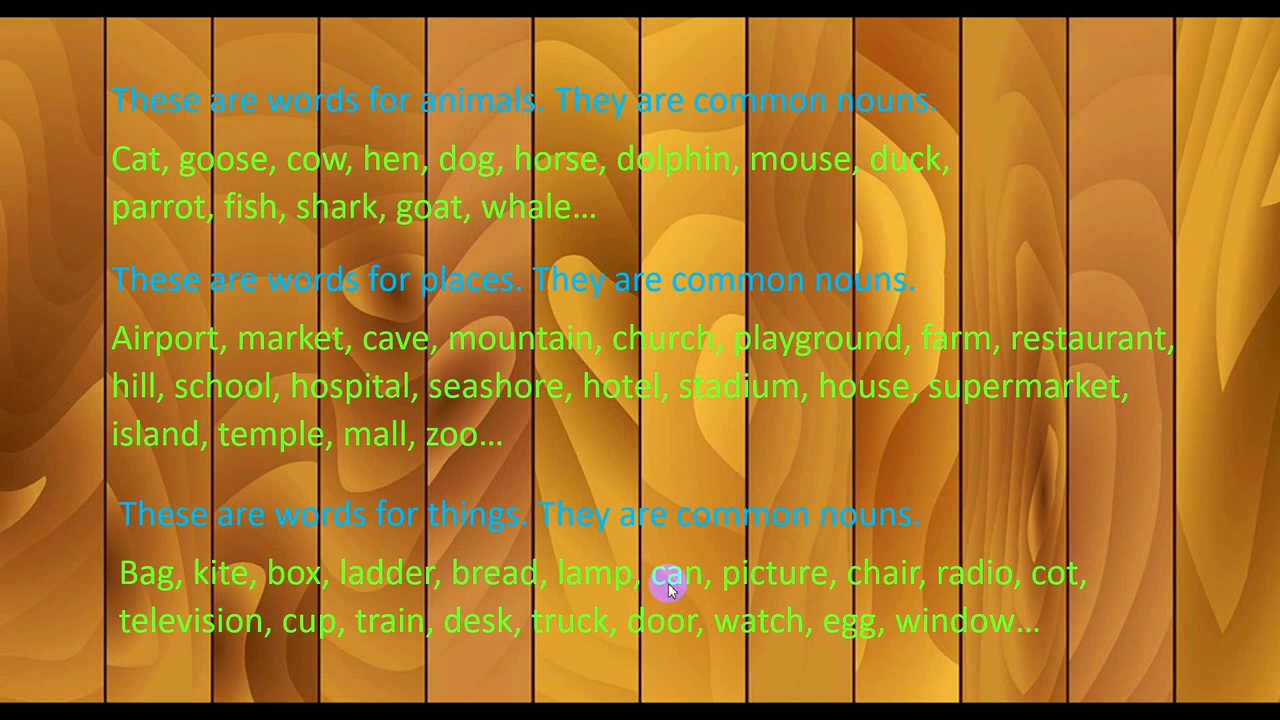 These are words for animals. They are common nouns.
Cat, goose, cow, hen, dog, horse, dolphin, mouse, duck,
parrot, fish, shark, goat, whale...
These are words for places. They are common nouns.
Airport, market, cave, mountain, church, playground, farm, restaurant,
hill, school, hospital, seashore, hotel, stadium, house, supermarket,
island, temple, mall, zoo...
These are words for things. They are common nouns.
Bag, kite, box, ladder, bread, lamp, can, picture, chair, radio, cot,
television, cup, train, desk, truck, door, watch, egg, window...